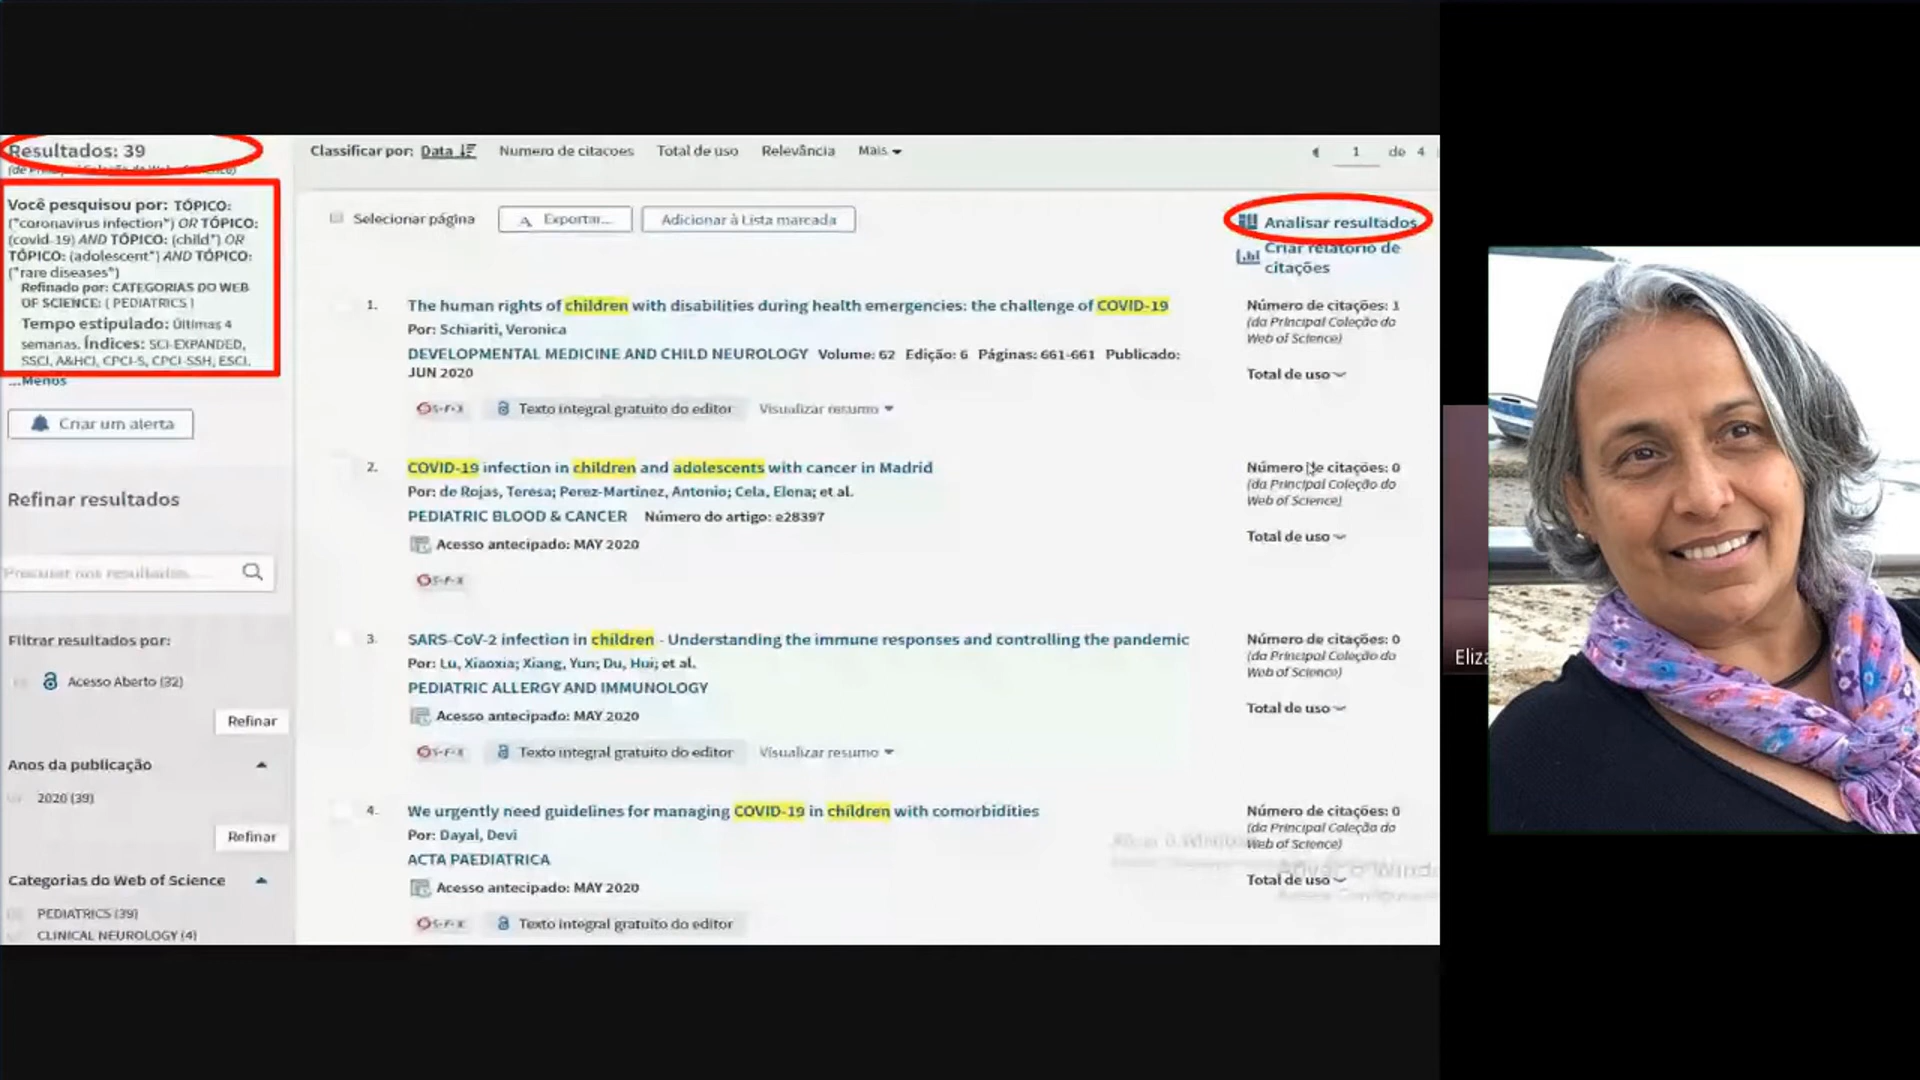 Resultados: 39
Você pesquisou por: TÓPICO:
("coronavirus infection") OR TÓPICO:
(covid-19) AND TÓPICO: (child*) OR
TÓPICO: (adolescent*) AND TÓPICO:
("rare diseases")
Refinado por: CATEGORIAS DO WEB
OF SCIENCE: ( PEDIATRICS )
Tempo estipulado: Últimas 4
semanas. Índices: SCI-EXPANDED,
SSCI, A&HCI, CPCI-S, CPCI-SSH, ESCI.
...Menos
Criar um alerta
Refinar resultados
Procurar nos resultados...
Filtrar resultados por:
Acesso Aberto (32)
Refinar
Anos da publicação
2020 (39)
Refinar
Categorias do Web of Science
PEDIATRICS (39)
CLINICAL NEUROLOGY (4)
Classificar por: Data Numero de citacoes Total de uso Relevância Mais
1 de 4
Selecionar página Exportar... Adicionar à Lista marcada
Analisar resultados
Criar relatório de
citações
1. The human rights of children with disabilities during health emergencies: the challenge of COVID-19
Por: Schiariti, Veronica
DEVELOPMENTAL MEDICINE AND CHILD NEUROLOGY Volume: 62 Edição: 6 Páginas: 661-661 Publicado:
JUN 2020
S-F-X Texto integral gratuito do editor Visualizar resumo
Número de citações: 1
(da Principal Coleção do
Web of Science)
Total de uso
2. COVID-19 infection in children and adolescents with cancer in Madrid
Por: de Rojas, Teresa; Perez-Martinez, Antonio; Cela, Elena; et al.
PEDIATRIC BLOOD & CANCER Número do artigo: e28397
Acesso antecipado: MAY 2020
S-F-X
Número de citações: 0
(da Principal Coleção do
Web of Science)
Total de uso
3. SARS-CoV-2 infection in children - Understanding the immune responses and controlling the pandemic
Por: Lu, Xiaoxia; Xiang, Yun; Du, Hui; et al.
PEDIATRIC ALLERGY AND IMMUNOLOGY
Acesso antecipado: MAY 2020
S-F-X Texto integral gratuito do editor Visualizar resumo
Número de citações: 0
(da Principal Coleção do
Web of Science)
Total de uso
4. We urgently need guidelines for managing COVID-19 in children with comorbidities
Por: Dayal, Devi
ACTA PAEDIATRICA
Acesso antecipado: MAY 2020
S-F-X Texto integral gratuito do editor
Número de citações: 0
(da Principal Coleção do
Web of Science)
Total de uso
Ativar o Windows
Eliz